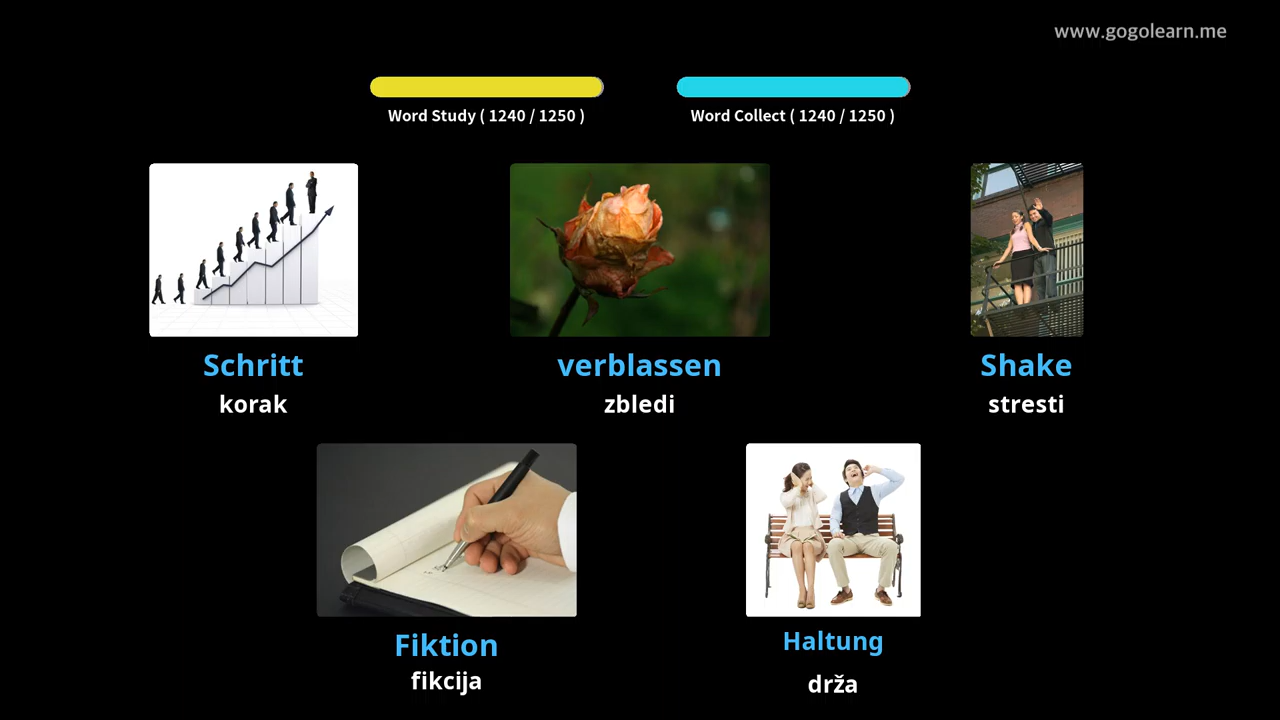 www.gogolearn.me
Word Study ( 1240 / 1250 )
Word Collect ( 1240 / 1250 )
Schritt
korak
verblassen
zbledi
Shake
stresti
Fiktion
fikcija
Haltung
drža